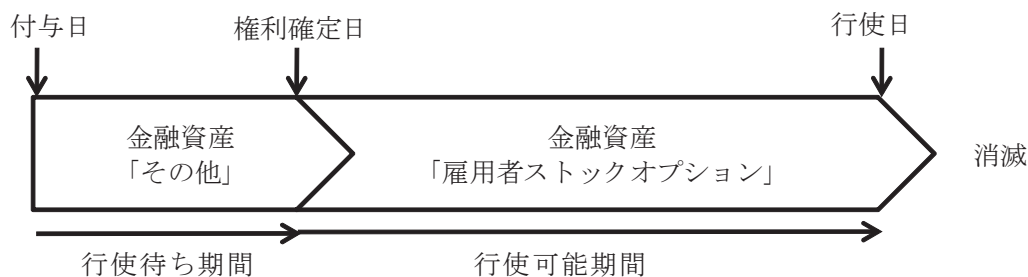 付与日
権利確定日
行使日
金融資産
「その他」
金融資産
「雇用者ストックオプション」
消滅
行使待ち期間
行使可能期間